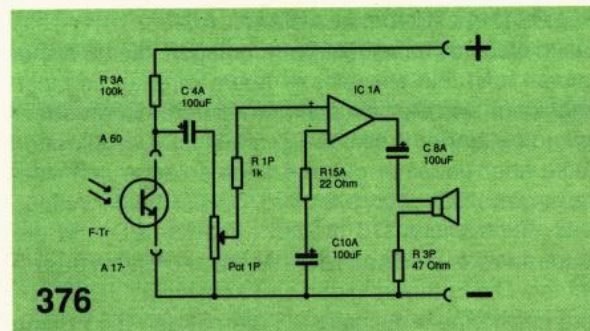 +
R 3A
100k
C 4A
100uF
IC 1A
A 60
+
-
R 1P
1k
R15A
22 Ohm
C 8A
100uF
F-Tr
C10A
100uF
R 3P
47 Ohm
A 17-
Pot 1P
376
−